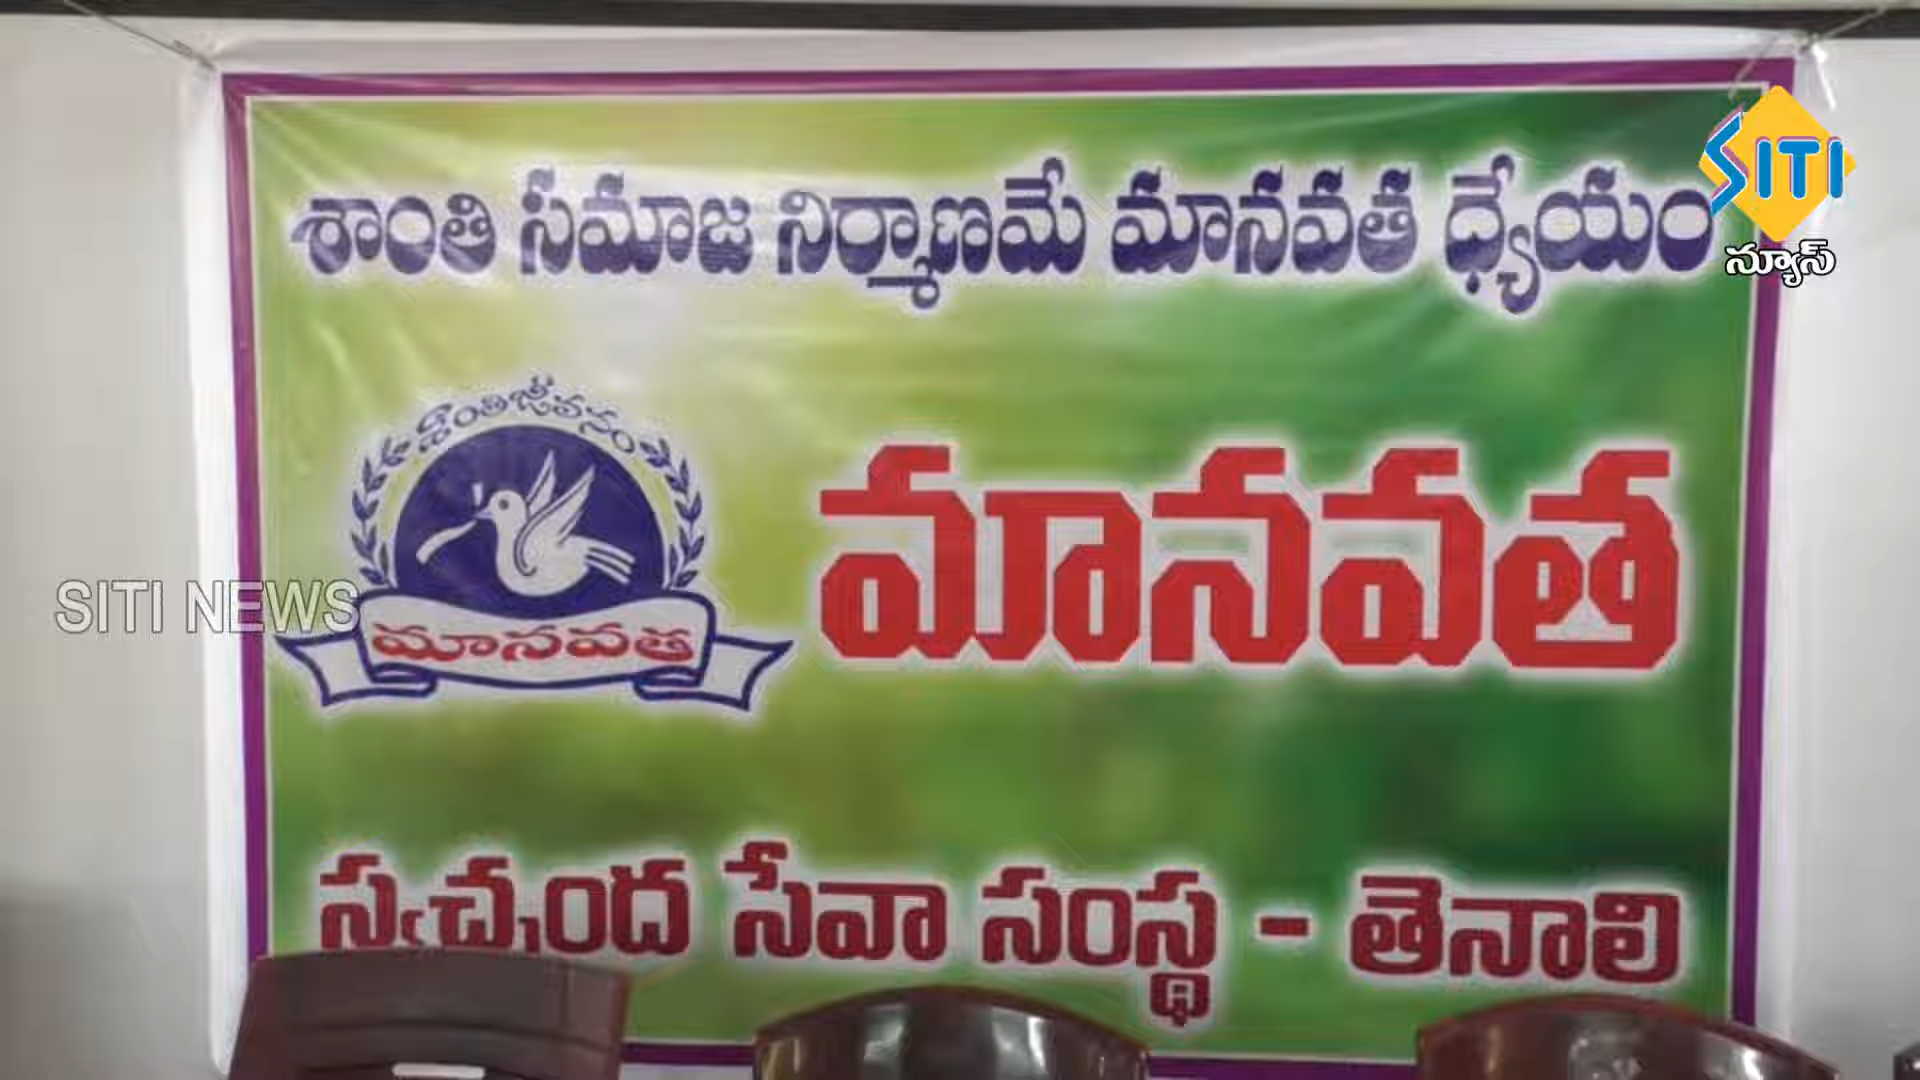 శాంతి సమాజ నిర్మాణమే మానవత ధ్యేయం
SITI
న్యూస్
శాంతిజీవనం
మానవత
SITI NEWS
మానవత
స్వచ్ఛంద సేవా సంస్థ - తెనాలి